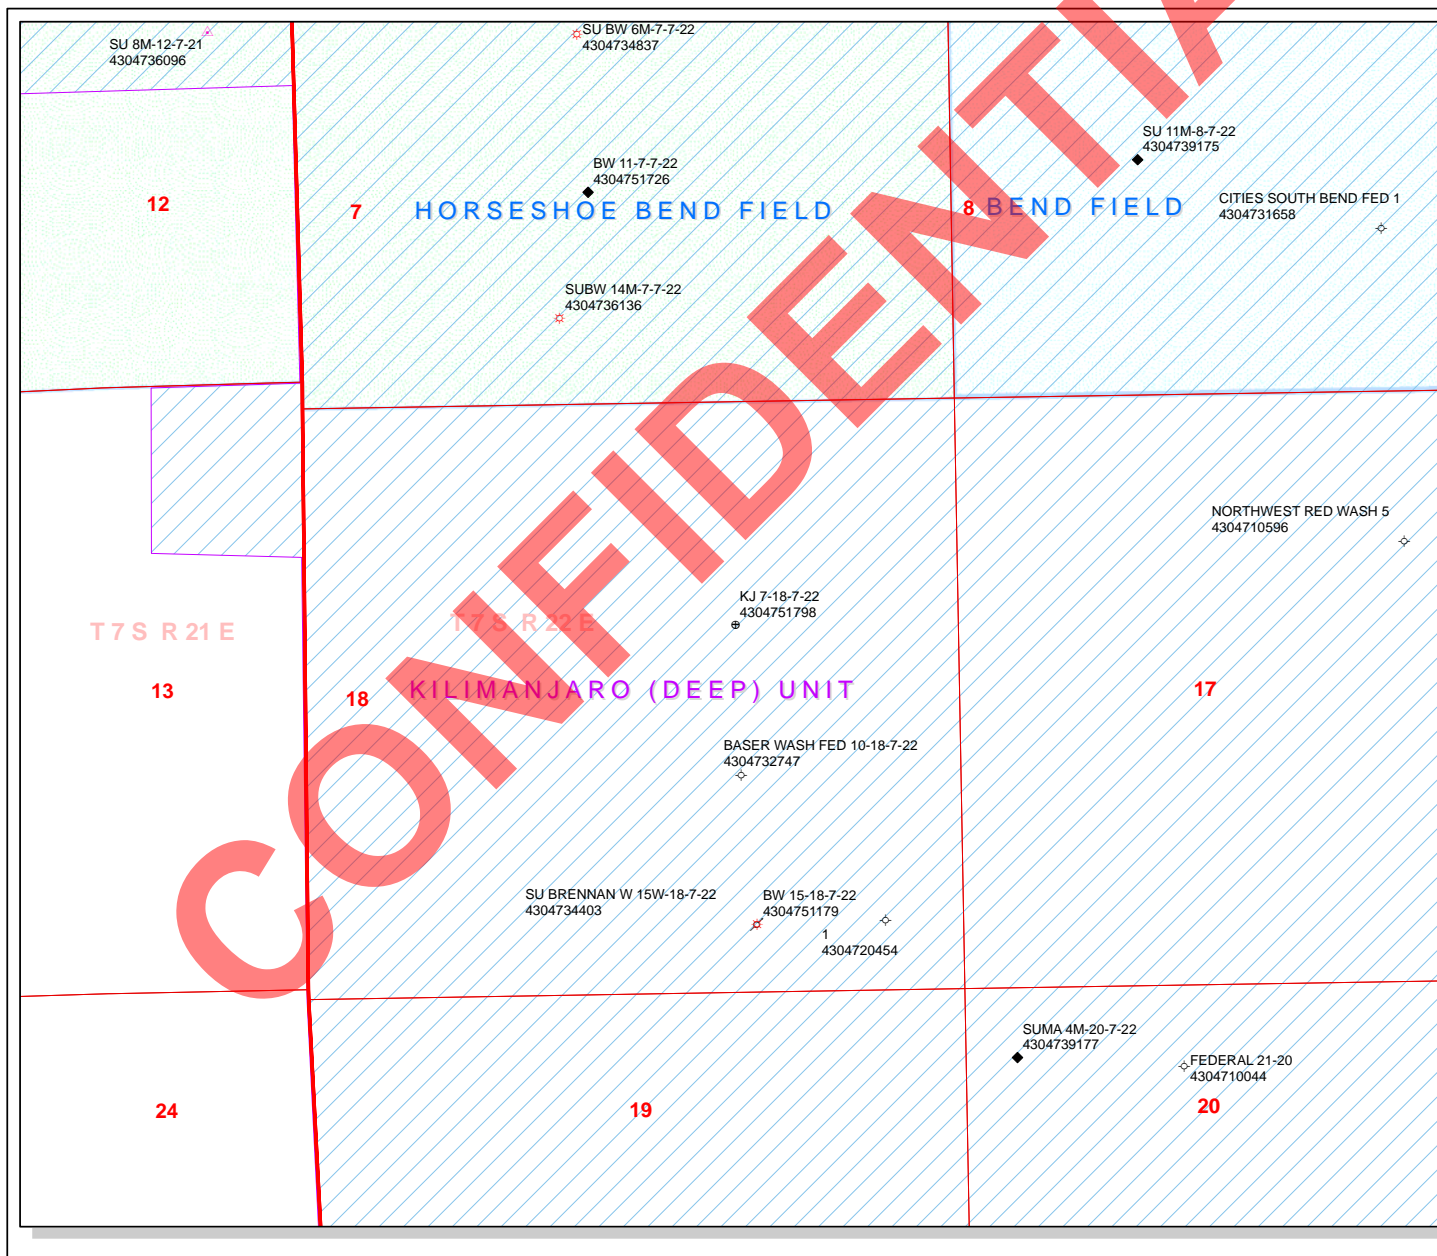 SU 8M-12-7-21
4304736096
SU BW 6M-7-7-22
4304734837
BW 11-7-7-22
4304751726
SU 11M-8-7-22
4304739175
CITIES SOUTH BEND FED 1
4304731658
12
7
HORSESHOE BEND FIELD
8
BEND FIELD
SUBW 14M-7-7-22
4304736136
NORTHWEST RED WASH 5
4304710596
KJ 7-18-7-22
4304751798
T 7 S R 21 E
T 7 S R 22 E
13
18
KILIMANJARO (DEEP) UNIT
17
BASER WASH FED 10-18-7-22
4304732747
SU BRENNAN W 15W-18-7-22
4304734403
BW 15-18-7-22
4304751179
1
4304720454
SUMA 4M-20-7-22
4304739177
FEDERAL 21-20
4304710044
24
19
20
CONFIDENTIA